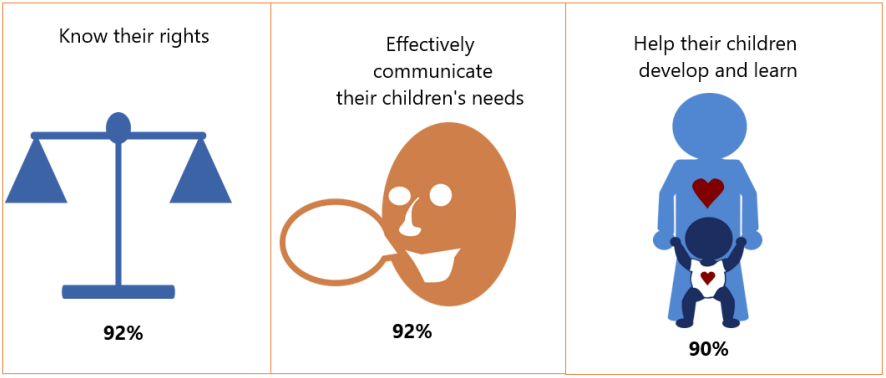 Know their rights
92%
Effectively
communicate
their children's needs
92%
Help their children
develop and learn
90%